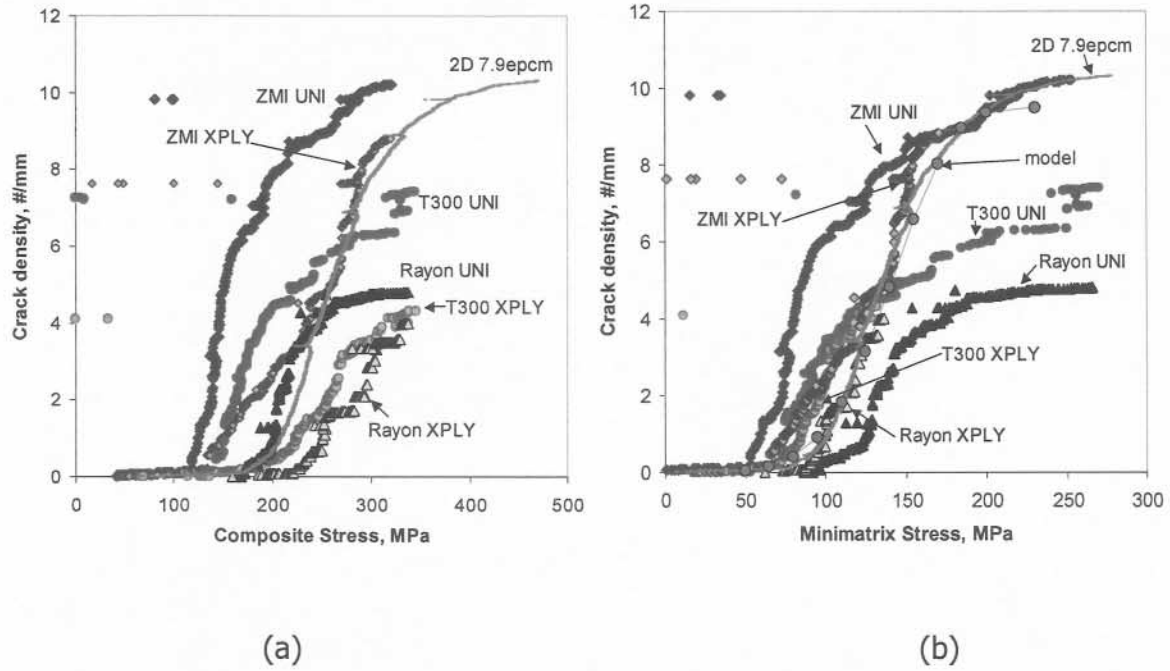 12
10
8
6
4
2
0
Crack density, #/mm
0 100 200 300 400 500
Composite Stress, MPa
2D 7.9epcm
ZMI UNI
ZMI XPLY
T300 UNI
Rayon UNI
T300 XPLY
Rayon XPLY
(a)
12
10
8
6
4
2
0
Crack density, #/mm
0 50 100 150 200 250 300
Minimatrix Stress, MPa
2D 7.9epcm
ZMI UNI
model
ZMI XPLY
T300 UNI
Rayon UNI
T300 XPLY
Rayon XPLY
(b)